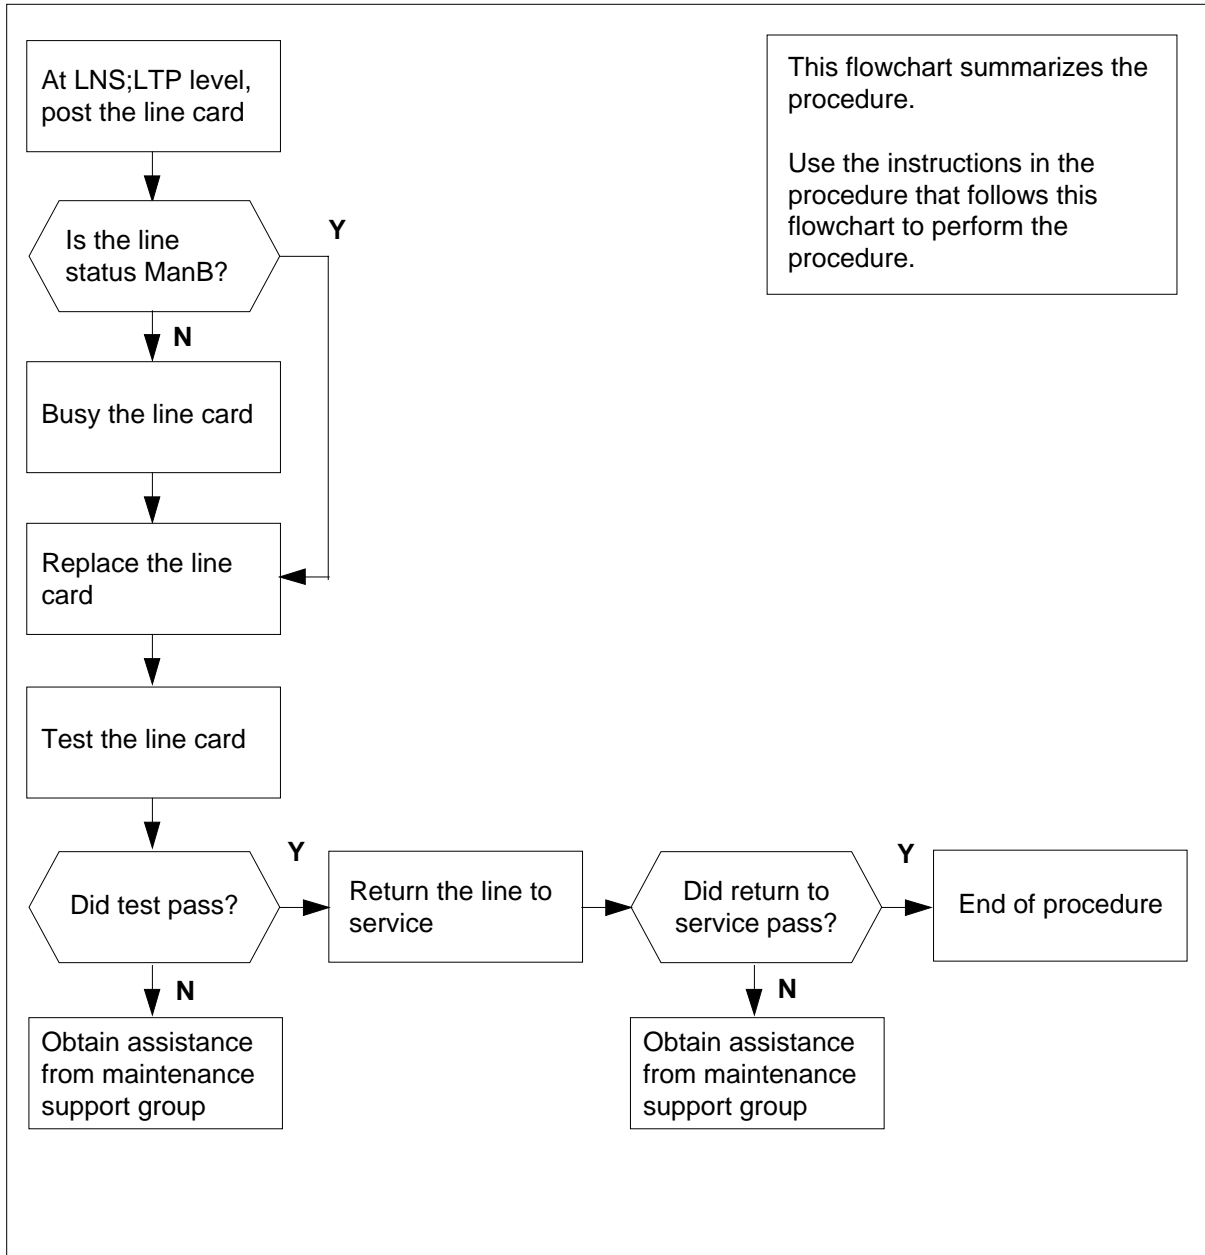 At LNS;LTP level,
post the line card
This flowchart summarizes the
procedure.
Use the instructions in the
procedure that follows this
flowchart to perform the
procedure.
Is the line
status ManB?
Y
N
Busy the line card
Replace the line
card
Test the line card
Did test pass?
Y
Return the line to
service
Did return to
service pass?
Y
End of procedure
N
Obtain assistance
from maintenance
support group
N
Obtain assistance
from maintenance
support group